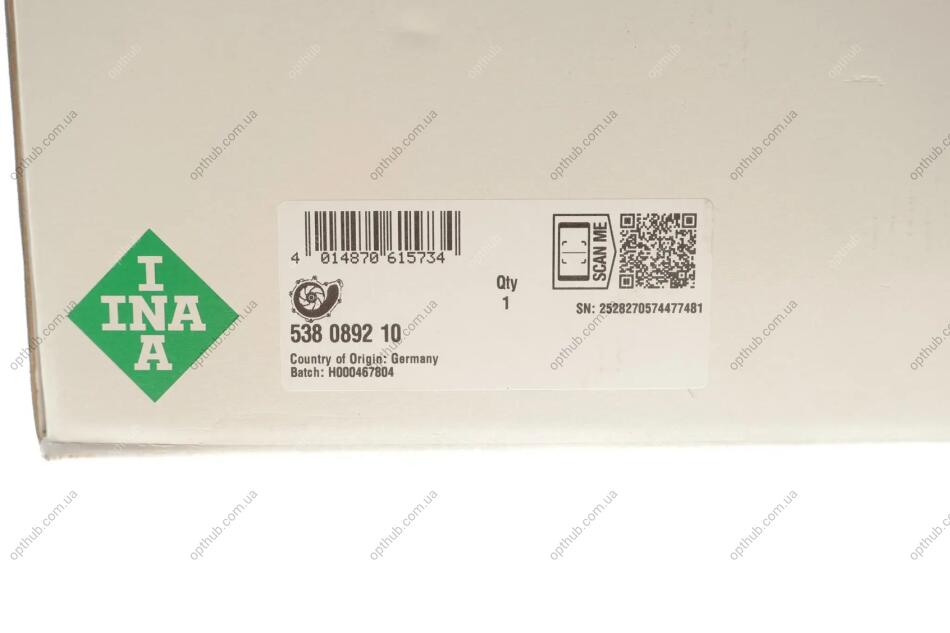 I
INA
A
4 014870 615734
Qty
1
538 0892 10
Country of Origin: Germany
Batch: H000467804
SCAN ME
SN: 2528270574477481
opthub.com.ua